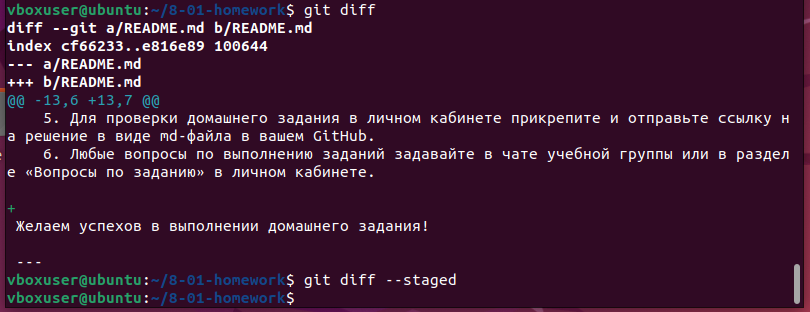 vboxuser@ubuntu:~/8-01-homework$ git diff
diff --git a/README.md b/README.md
index cf66233..e816e89 100644
--- a/README.md
+++ b/README.md
@@ -13,6 +13,7 @@
    5. Для проверки домашнего задания в личном кабинете прикрепите и отправьте ссылку н
а решение в виде md-файла в вашем GitHub.
    6. Любые вопросы по выполнению заданий задавайте в чате учебной группы или в раздел
е «Вопросы по заданию» в личном кабинете.
+
 Желаем успехов в выполнении домашнего задания!
 ---
vboxuser@ubuntu:~/8-01-homework$ git diff --staged
vboxuser@ubuntu:~/8-01-homework$